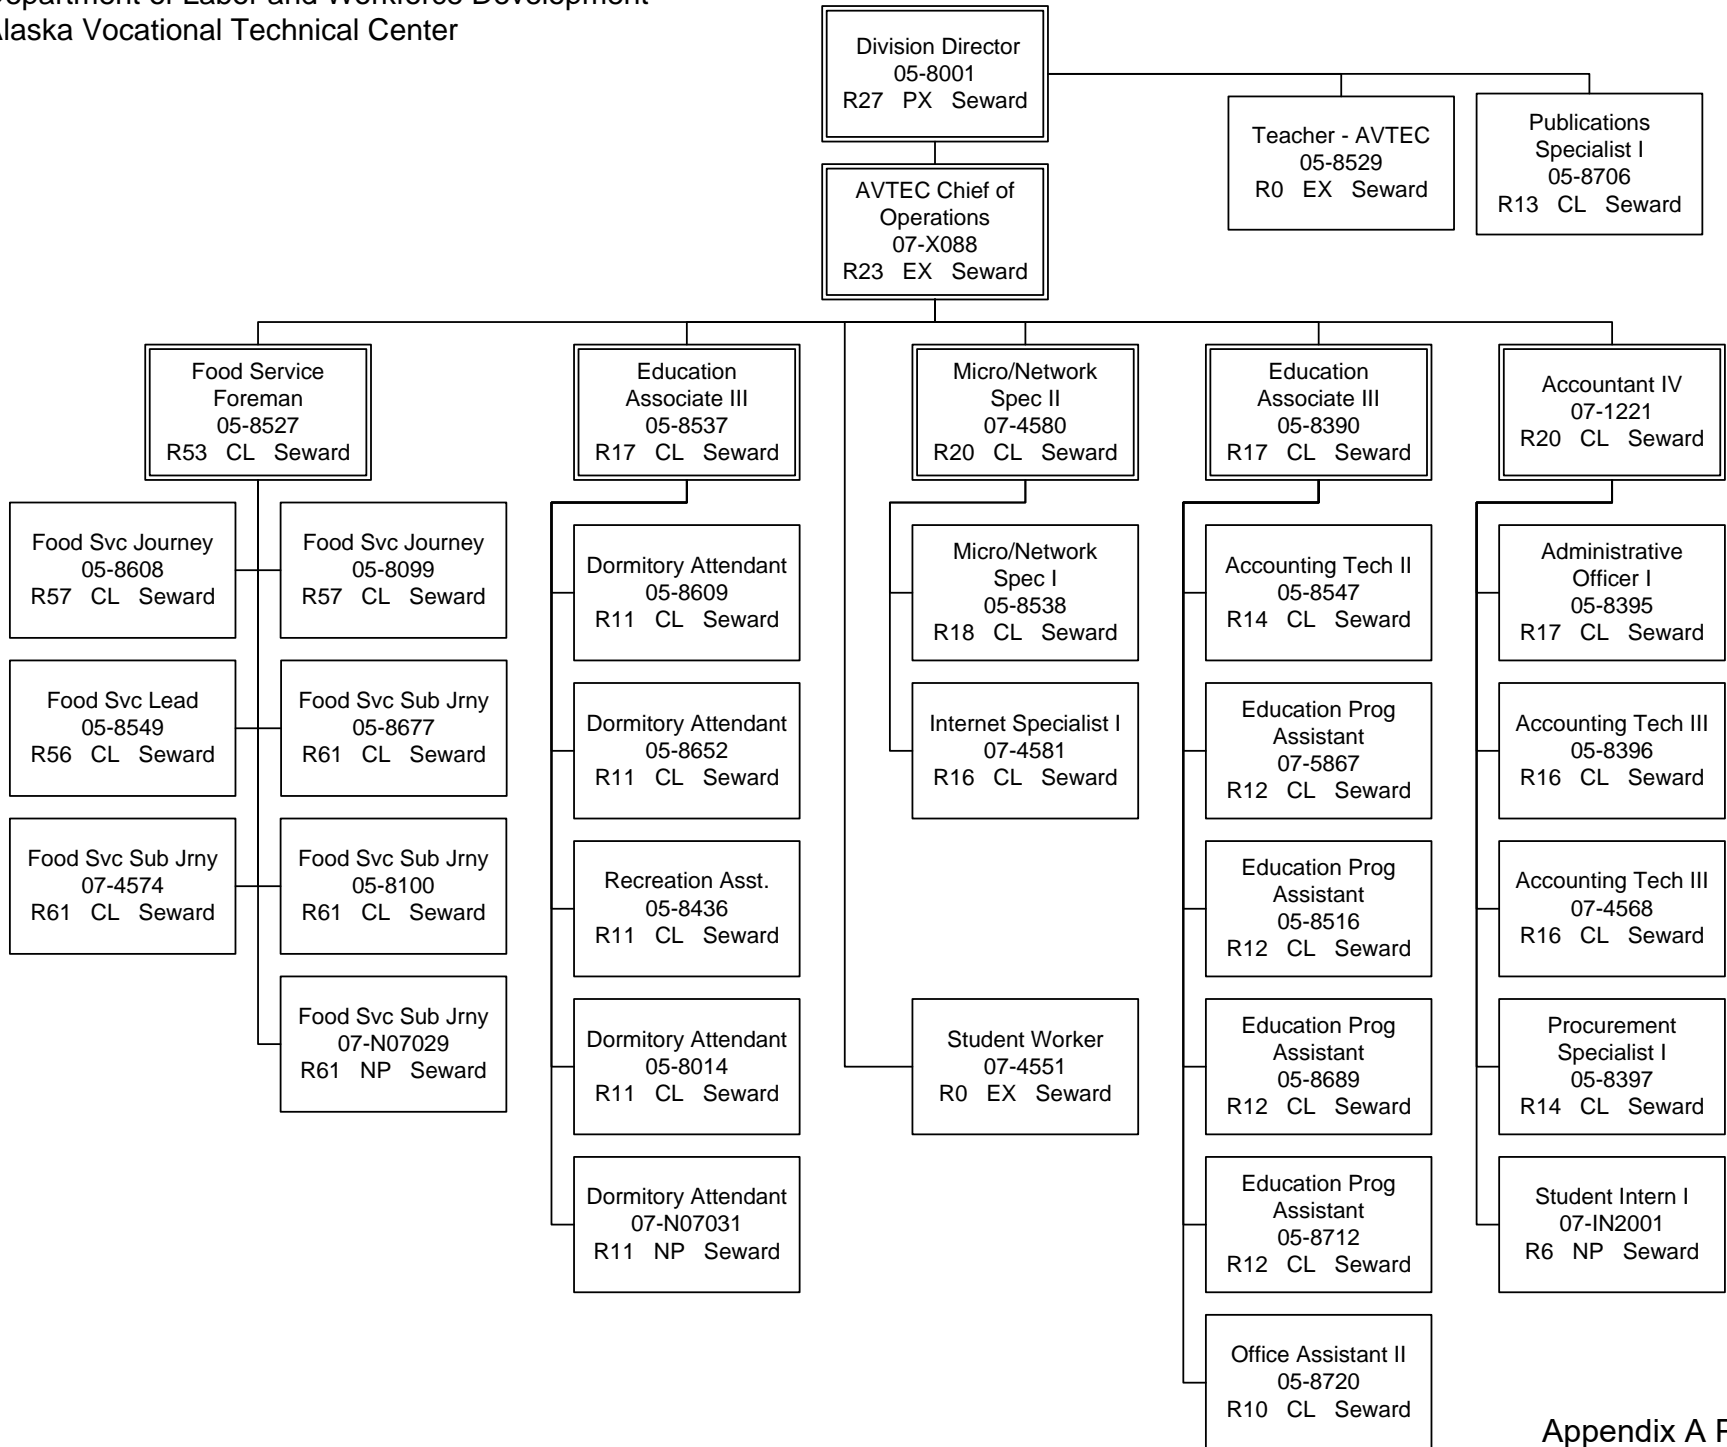 Department of Labor and Workforce Development
Alaska Vocational Technical Center
Division Director
05-8001
R27 PX Seward
Teacher - AVTEC
05-8529
R0 EX Seward
Publications
Specialist I
05-8706
R13 CL Seward
AVTEC Chief of
Operations
07-X088
R23 EX Seward
Food Service
Foreman
05-8527
R53 CL Seward
Education
Associate III
05-8537
R17 CL Seward
Micro/Network
Spec II
07-4580
R20 CL Seward
Education
Associate III
05-8390
R17 CL Seward
Accountant IV
07-1221
R20 CL Seward
Food Svc Journey
05-8608
R57 CL Seward
Food Svc Journey
05-8099
R57 CL Seward
Food Svc Lead
05-8549
R56 CL Seward
Food Svc Sub Jrny
05-8677
R61 CL Seward
Food Svc Sub Jrny
07-4574
R61 CL Seward
Food Svc Sub Jrny
05-8100
R61 CL Seward
Food Svc Sub Jrny
07-N07029
R61 NP Seward
Dormitory Attendant
05-8609
R11 CL Seward
Dormitory Attendant
05-8652
R11 CL Seward
Recreation Asst.
05-8436
R11 CL Seward
Dormitory Attendant
05-8014
R11 CL Seward
Dormitory Attendant
07-N07031
R11 NP Seward
Micro/Network
Spec I
05-8538
R18 CL Seward
Internet Specialist I
07-4581
R16 CL Seward
Student Worker
07-4551
R0 EX Seward
Accounting Tech II
05-8547
R14 CL Seward
Education Prog
Assistant
07-5867
R12 CL Seward
Education Prog
Assistant
05-8516
R12 CL Seward
Education Prog
Assistant
05-8689
R12 CL Seward
Education Prog
Assistant
05-8712
R12 CL Seward
Office Assistant II
05-8720
R10 CL Seward
Administrative
Officer I
05-8395
R17 CL Seward
Accounting Tech III
05-8396
R16 CL Seward
Accounting Tech III
07-4568
R16 CL Seward
Procurement
Specialist I
05-8397
R14 CL Seward
Student Intern I
07-IN2001
R6 NP Seward
Appendix A